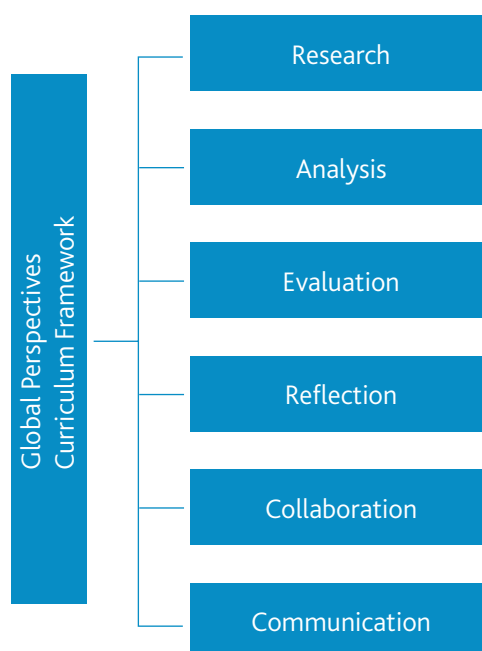 Global Perspectives
Curriculum Framework
Research
Analysis
Evaluation
Reflection
Collaboration
Communication